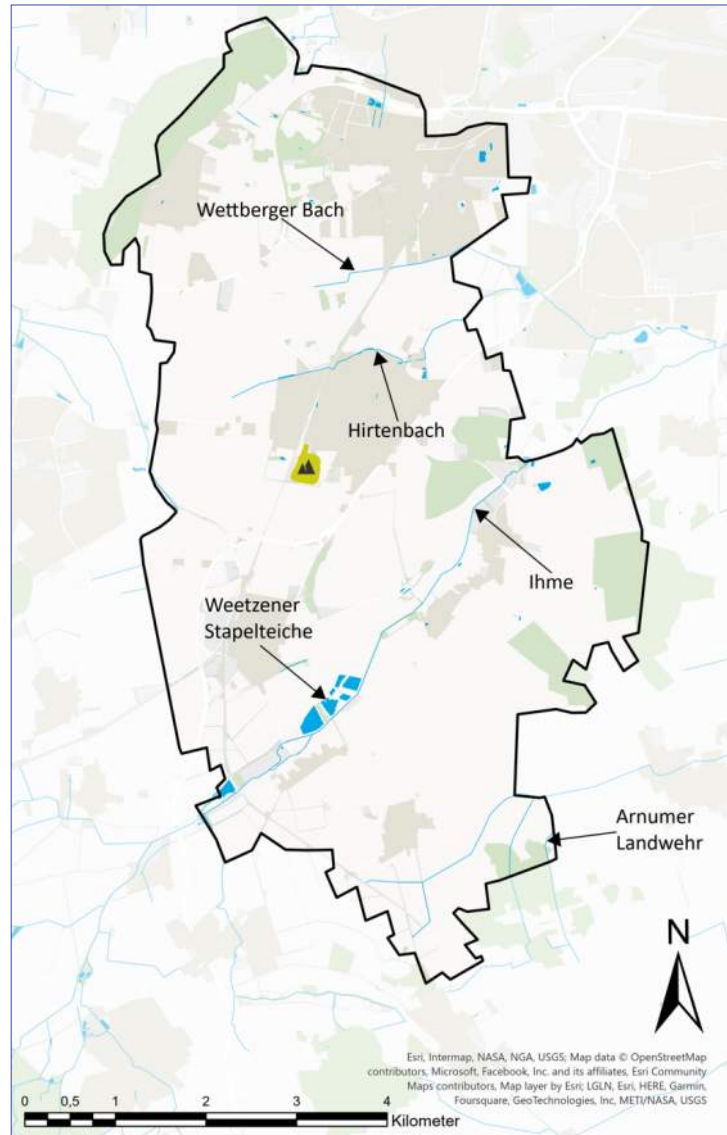 Wettberger Bach
Hirtenbach
Ihme
Weetzener
Stapelteiche
Arnumer
Landwehr
N
Esri, Intermap, NASA, NGA, USGS; Map data © OpenStreetMap
contributors, Microsoft, Facebook, Inc. and its affiliates, Esri Community
Maps contributors, Map layer by Esri; LGLN, Esri, HERE, Garmin,
Foursquare, GeoTechnologies, Inc, METI/NASA, USGS
0 0,5 1 2 3 4
Kilometer